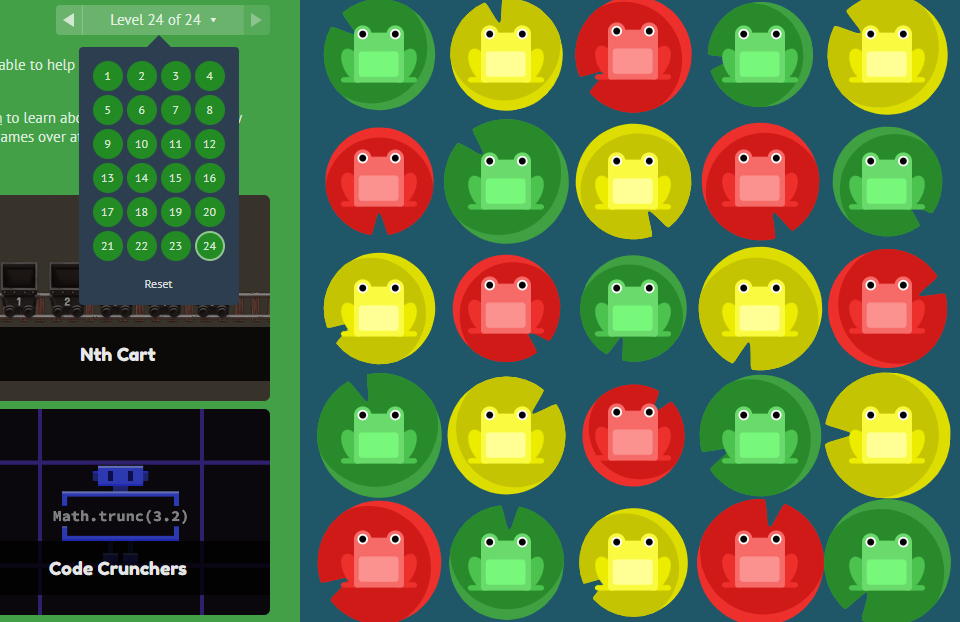 Level 24 of 24
able to help
1 2 3 4
5 6 7 8
9 10 11 12
13 14 15 16
17 18 19 20
21 22 23 24
Reset
to learn abo
ames over a
1 2
Nth Cart
Math.trunc(3.2)
Code Crunchers